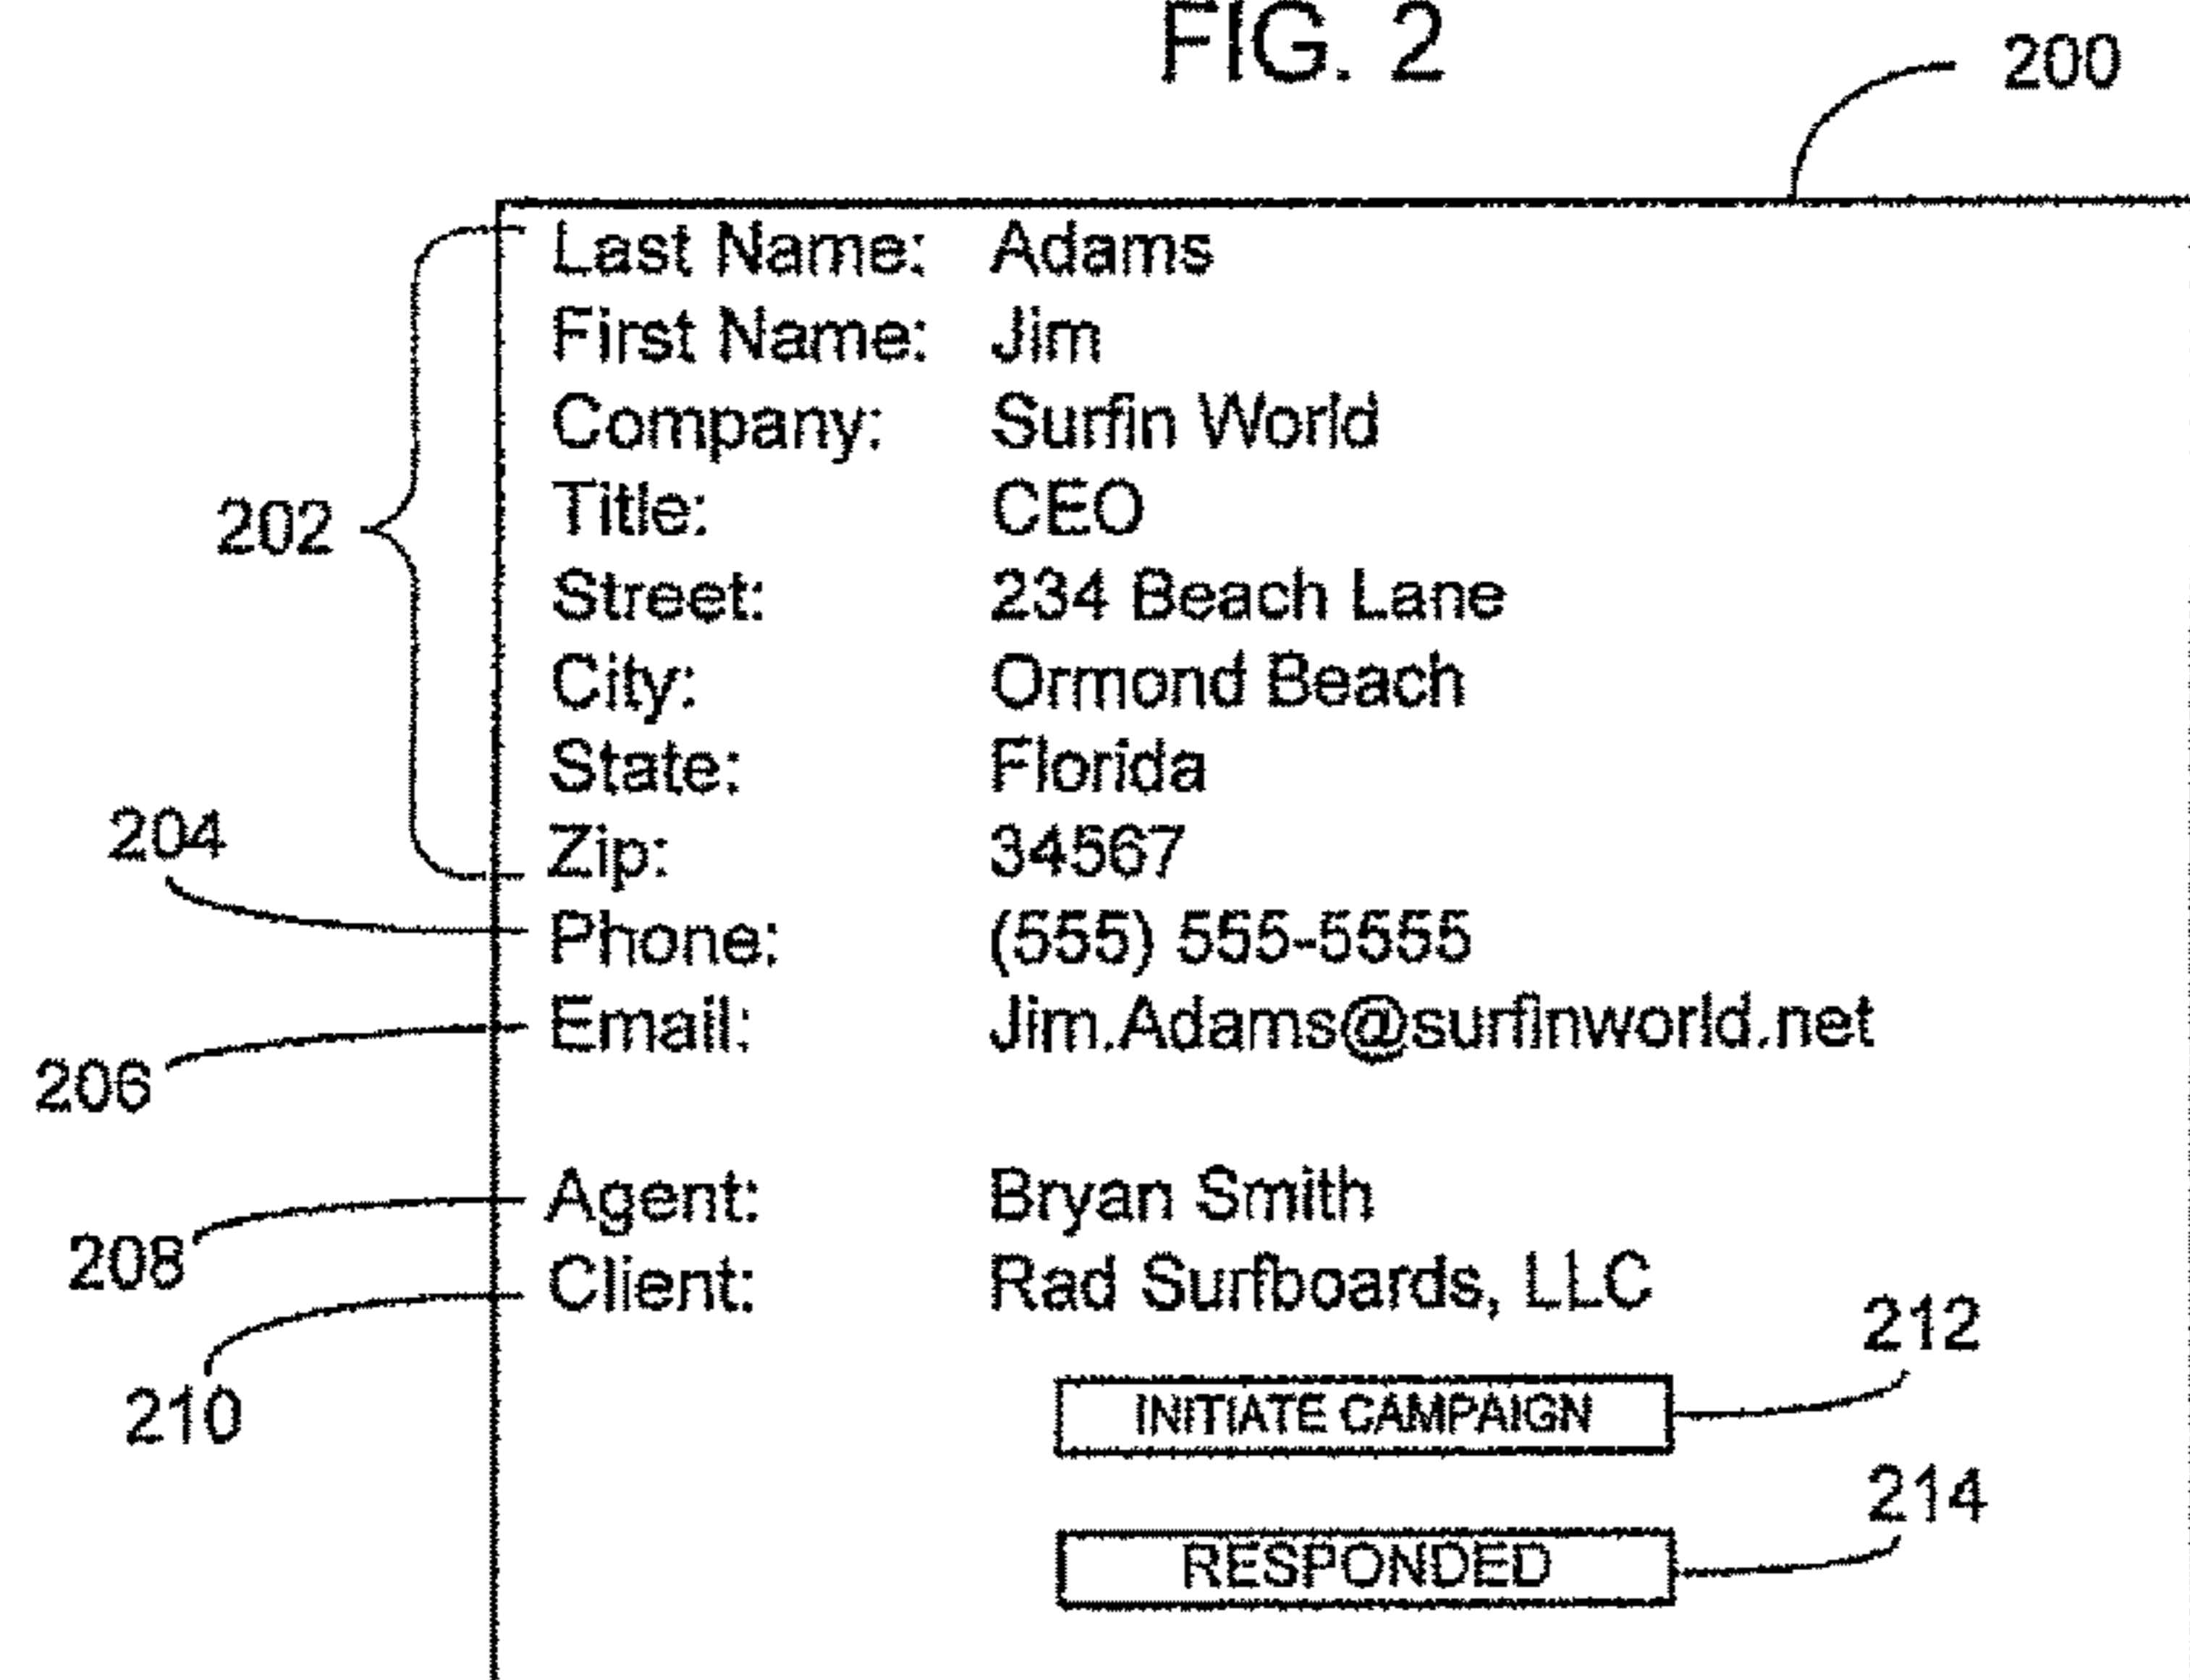 FIG. 2
200
Last Name: Adams
First Name: Jim
Company: Surfin World
202
Title: CEO
Street: 234 Beach Lane
City: Ormond Beach
State: Florida
204
Zip: 34567
Phone: (555) 555-5555
Email: Jim.Adams@surfinworld.net
206
Agent: Bryan Smith
208
Client: Rad Surfboards, LLC
212
210
INITIATE CAMPAIGN
214
RESPONDED